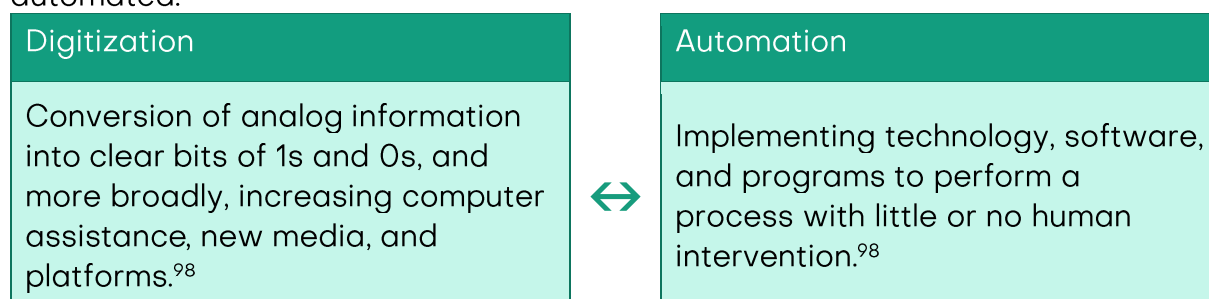 automated.
Digitization
Conversion of analog information
into clear bits of 1s and 0s, and
more broadly, increasing computer
assistance, new media, and
platforms.98
Automation
Implementing technology, software,
and programs to perform a
process with little or no human
intervention.98